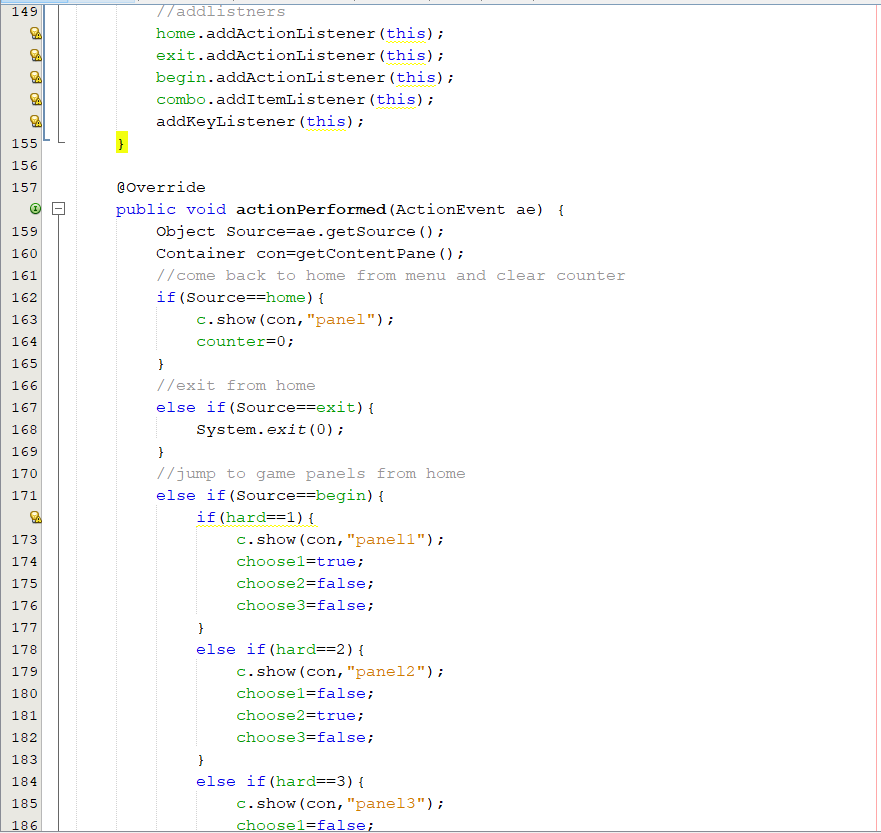 149 //addlistners
home.addActionListener(this);
exit.addActionListener(this);
begin.addActionListener(this);
combo.addItemListener(this);
addKeyListener(this);
155 }
156
157 @Override
public void actionPerformed(ActionEvent ae) {
159 Object Source=ae.getSource();
160 Container con=getContentPane();
161 //come back to home from menu and clear counter
162 if(Source==home){
163 c.show(con,"panel");
164 counter=0;
165 }
166 //exit from home
167 else if(Source==exit){
168 System.exit(0);
169 }
170 //jump to game panels from home
171 else if(Source==begin){
if(hard==1){
173 c.show(con,"panel1");
174 choose1=true;
175 choose2=false;
176 choose3=false;
177 }
178 else if(hard==2){
179 c.show(con,"panel2");
180 choose1=false;
181 choose2=true;
182 choose3=false;
183 }
184 else if(hard==3){
185 c.show(con,"panel3");
186 choose1=false;